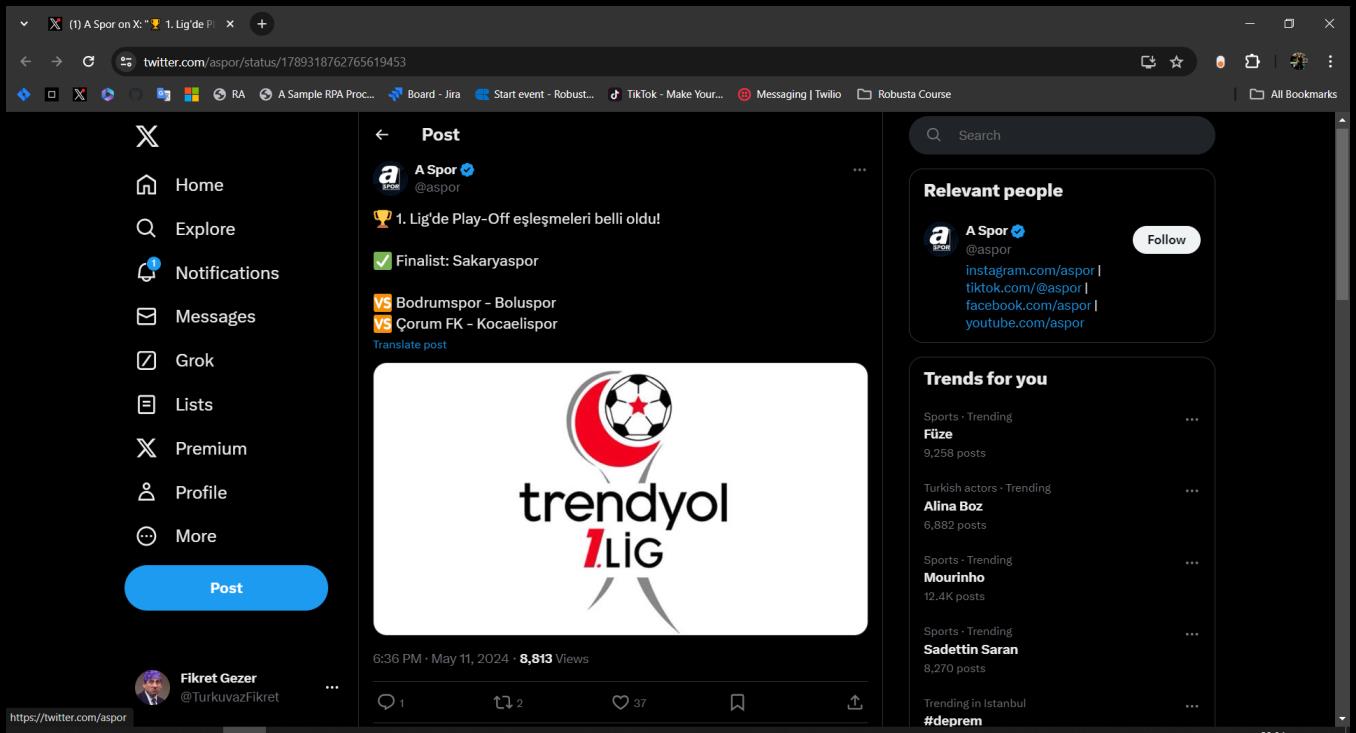 (1) A Spor on X: "🏆 1. Lig'de Pl
twitter.com/aspor/status/1789318762765619453
RA
A Sample RPA Proc...
Board - Jira
Start event - Robust...
TikTok - Make Your...
Messaging | Twilio
Robusta Course
All Bookmarks
Home
Explore
1
Notifications
Messages
Grok
Lists
Premium
Profile
More
Post
Fikret Gezer
@TurkuvazFikret
https://twitter.com/aspor
Post
a
SPOR
A Spor
@aspor
🏆 1. Lig'de Play-Off eşleşmeleri belli oldu!
✅ Finalist: Sakaryaspor
🆚 Bodrumspor - Boluspor
🆚 Çorum FK - Kocaelispor
Translate post
trendyol
1.LİG
6:36 PM · May 11, 2024 · 8,813 Views
1
2
37
Search
Relevant people
a
SPOR
A Spor
@aspor
Follow
instagram.com/aspor |
tiktok.com/@aspor |
facebook.com/aspor |
youtube.com/aspor
Trends for you
Sports · Trending
Füze
9,258 posts
Turkish actors · Trending
Alina Boz
6,882 posts
Sports · Trending
Mourinho
12.4K posts
Sports · Trending
Sadettin Saran
8,270 posts
Trending in Istanbul
#deprem